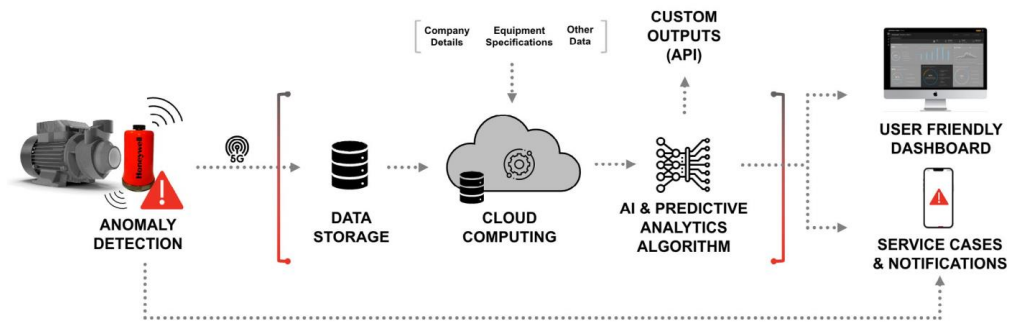 Company
Details
Equipment
Specifications
Other
Data
CUSTOM
OUTPUTS
(API)
Honeywell
5G
ANOMALY
DETECTION
DATA
STORAGE
CLOUD
COMPUTING
AI & PREDICTIVE
ANALYTICS
ALGORITHM
USER FRIENDLY
DASHBOARD
SERVICE CASES
& NOTIFICATIONS